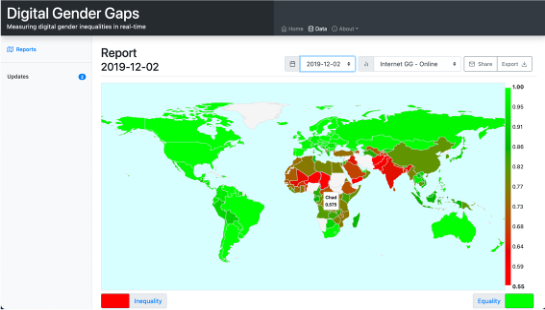 Digital Gender Gaps
Measuring digital gender inequalities in real-time
Home Data About
Reports
Updates
Report
2019-12-02
2019-12-02
Internet GG - Online
Share
Export
1.00
0.95
0.91
0.86
0.82
0.77
0.73
0.68
0.64
0.59
0.55
Chad
0.575
Inequality
Equality